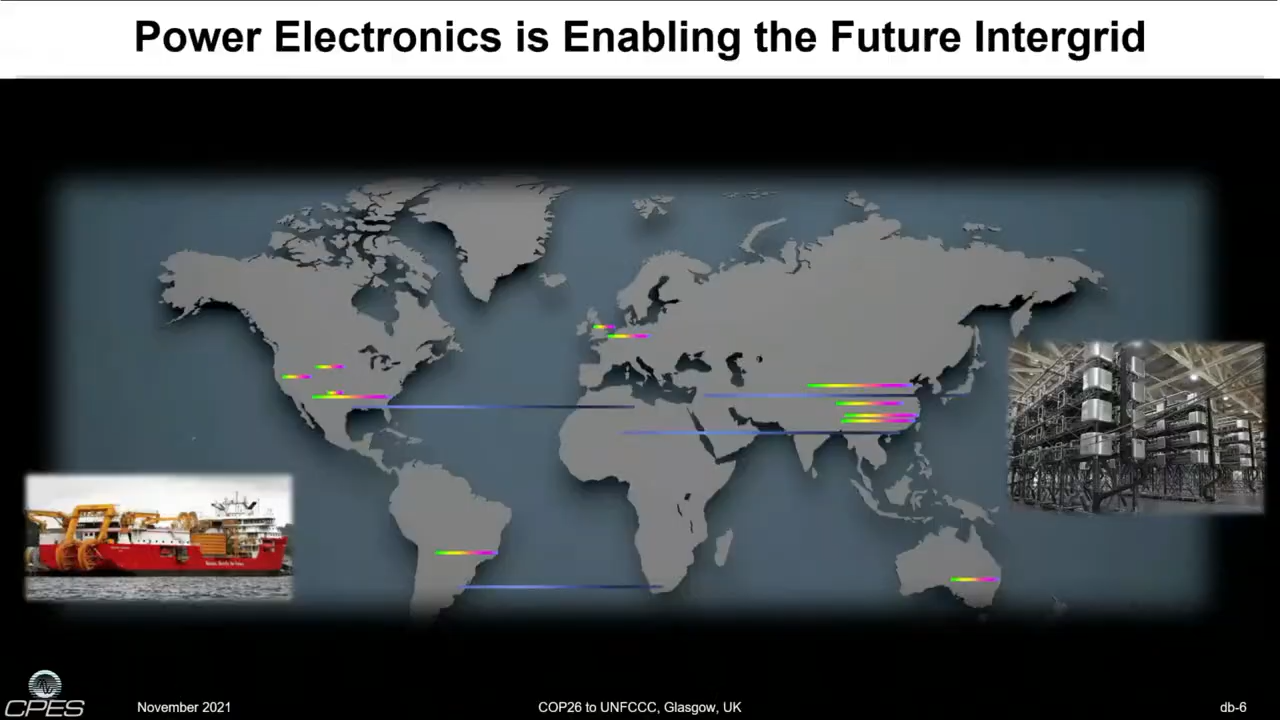 Power Electronics is Enabling the Future Intergrid
CPES
November 2021
COP26 to UNFCCC, Glasgow, UK
db-6